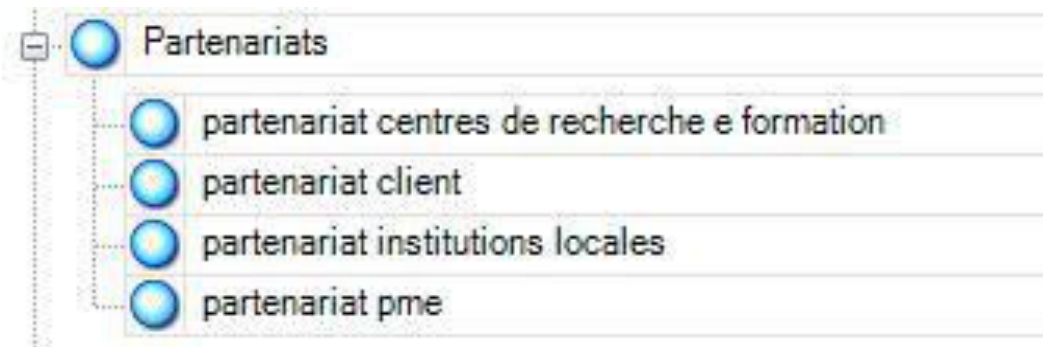 Partenariats
partenariat centres de recherche e formation
partenariat client
partenariat institutions locales
partenariat pme